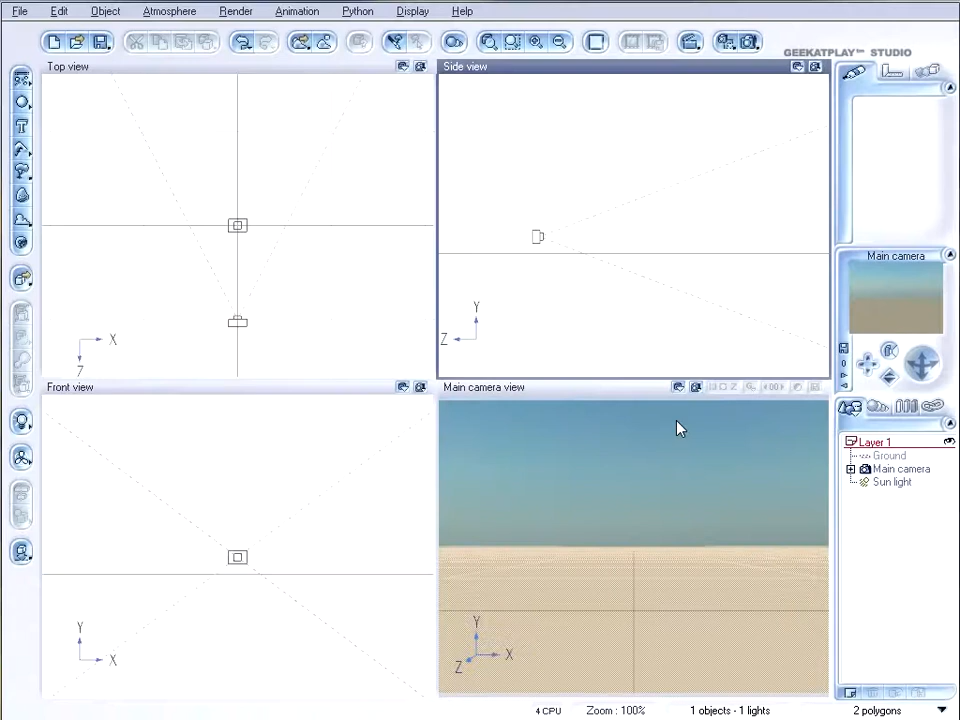 File Edit Object Atmosphere Render Animation Python Display Help
GEEKATPLAY™ STUDIO
Top view
Side view
X
Z
Y
Z
Main camera
0
Front view
Main camera view
Layer 1
Ground
Main camera
Sun light
Y
X
Y
X
Z
4 CPU Zoom : 100% 1 objects - 1 lights 2 polygons